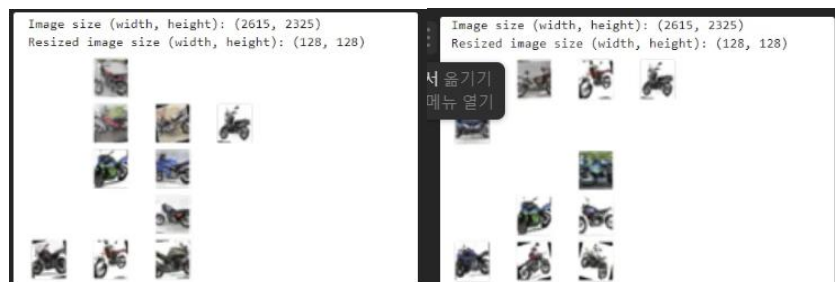 Image size (width, height): (2615, 2325)
Resized image size (width, height): (128, 128)
Image size (width, height): (2615, 2325)
Resized image size (width, height): (128, 128)
서 옮기기
메뉴 열기